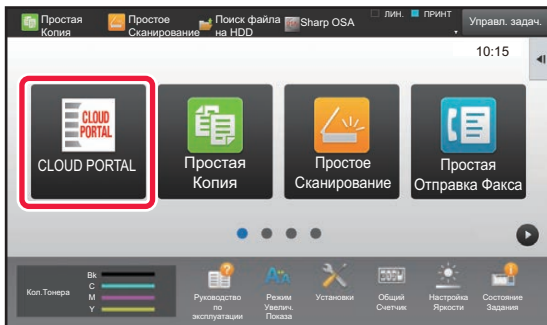 Простая
Копия
Простое
Сканирование
Поиск файла
на HDD
Sharp OSA
ЛИН.
ПРИНТ
Управл. задач.
10:15
CLOUD
PORTAL
CLOUD PORTAL
Простая
Копия
Простое
Сканирование
Простая
Отправка Факса
Кол.Тонера
Bk
C
M
Y
Руководство
по
эксплуатации
Режим
Увелич.
Показа
Установки
Общий
Счетчик
Настройка
Яркости
Состояние
Задания